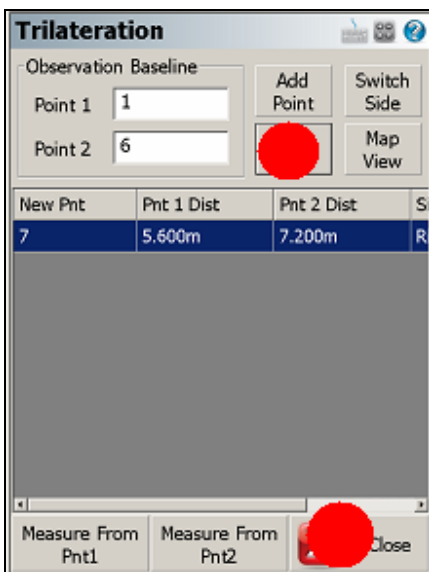 Trilateration
Observation Baseline
Point 1 1
Point 2 6
Add
Point
Switch
Side
Map
View
New Pnt Pnt 1 Dist Pnt 2 Dist
7 5.600m 7.200m R
Measure From
Pnt1
Measure From
Pnt2
Close